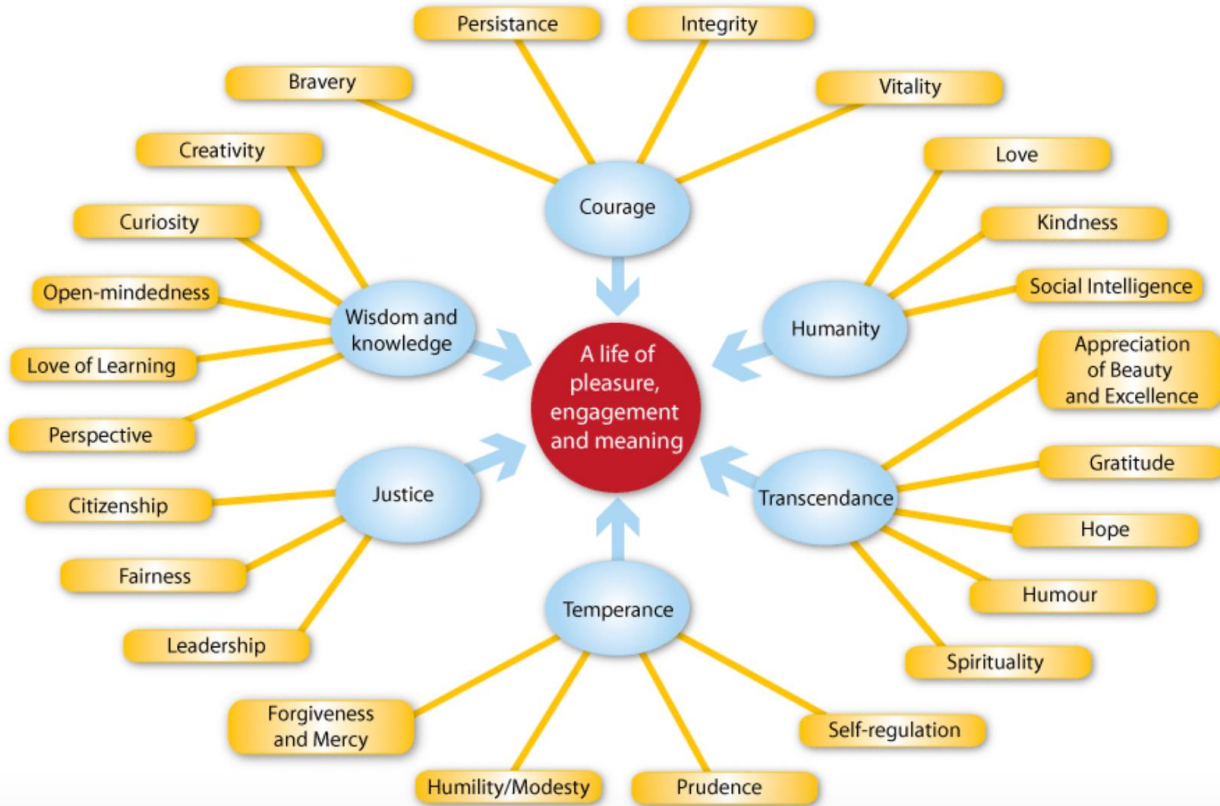 Persistance
Integrity
Bravery
Vitality
Creativity
Love
Courage
Curiosity
Kindness
Open-mindedness
Social Intelligence
Wisdom and
knowledge
Humanity
Love of Learning
Appreciation
of Beauty
and Excellence
A life of
pleasure,
engagement
and meaning
Perspective
Gratitude
Justice
Transcendance
Citizenship
Hope
Fairness
Humour
Temperance
Leadership
Spirituality
Forgiveness
and Mercy
Self-regulation
Humility/Modesty
Prudence